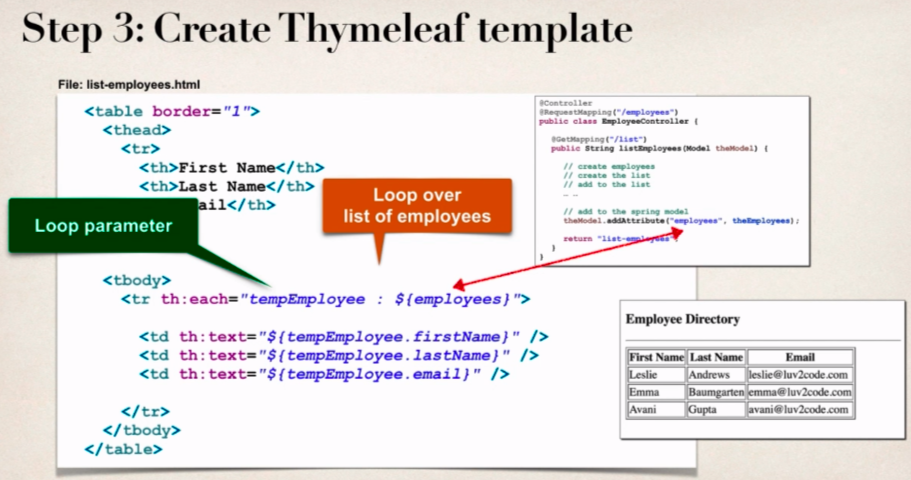 Step 3: Create Thymeleaf template
File: list-employees.html
<table border="1">
<thead>
<tr>
<th>First Name</th>
<th>Last Name</th>
ail</th>
Loop parameter
Loop over
list of employees
<tbody>
<tr th:each="tempEmployee : ${employees}">
<td th:text="${tempEmployee.firstName}" />
<td th:text="${tempEmployee.lastName}" />
<td th:text="${tempEmployee.email}" />
</tr>
</tbody>
</table>
@Controller
@RequestMapping("/employees")
public class EmployeeController {
@GetMapping("/list")
public String listEmployees(Model theModel) {
// create employees
// create the list
// add to the list
… …
// add to the spring model
theModel.addAttribute("employees", theEmployees);
return "list-employees";
}
}
Employee Directory
First Name Last Name Email
Leslie Andrews leslie@luv2code.com
Emma Baumgarten emma@luv2code.com
Avani Gupta avani@luv2code.com